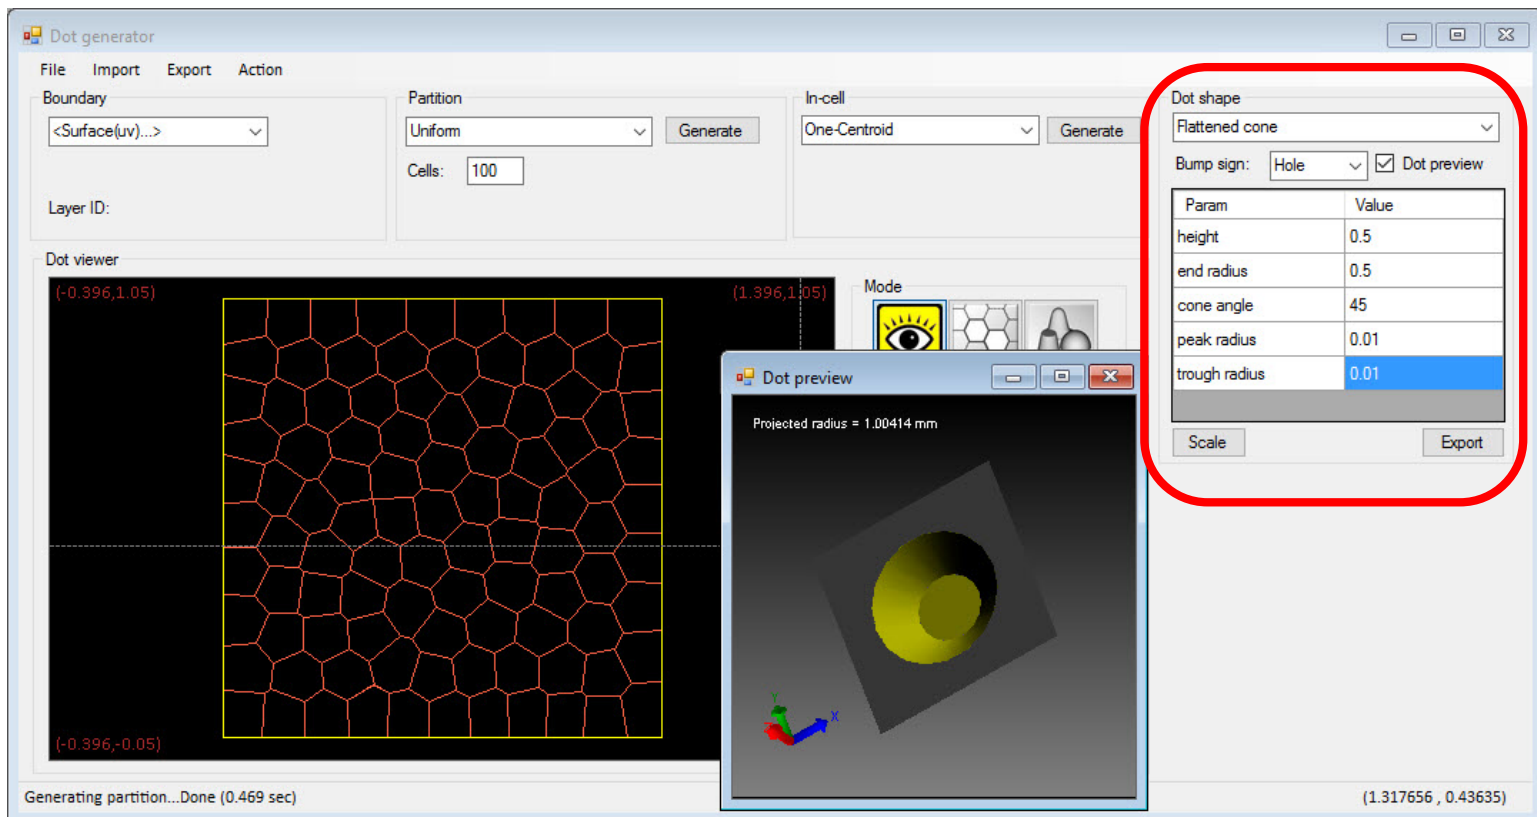 Dot generator
File Import Export Action
Boundary
<Surface(uv)...>
Layer ID:
Partition
Uniform
Generate
Cells: 100
In-cell
One-Centroid
Generate
Dot shape
Flattened cone
Bump sign: Hole Dot preview
Param Value
height 0.5
end radius 0.5
cone angle 45
peak radius 0.01
trough radius 0.01
Scale Export
Dot viewer
(-0.396,1.05) (1.396,1.05)
(-0.396,-0.05)
Mode
Dot preview
Projected radius = 1.00414 mm
Y
X
Generating partition...Done (0.469 sec) (1.317656 , 0.43635)